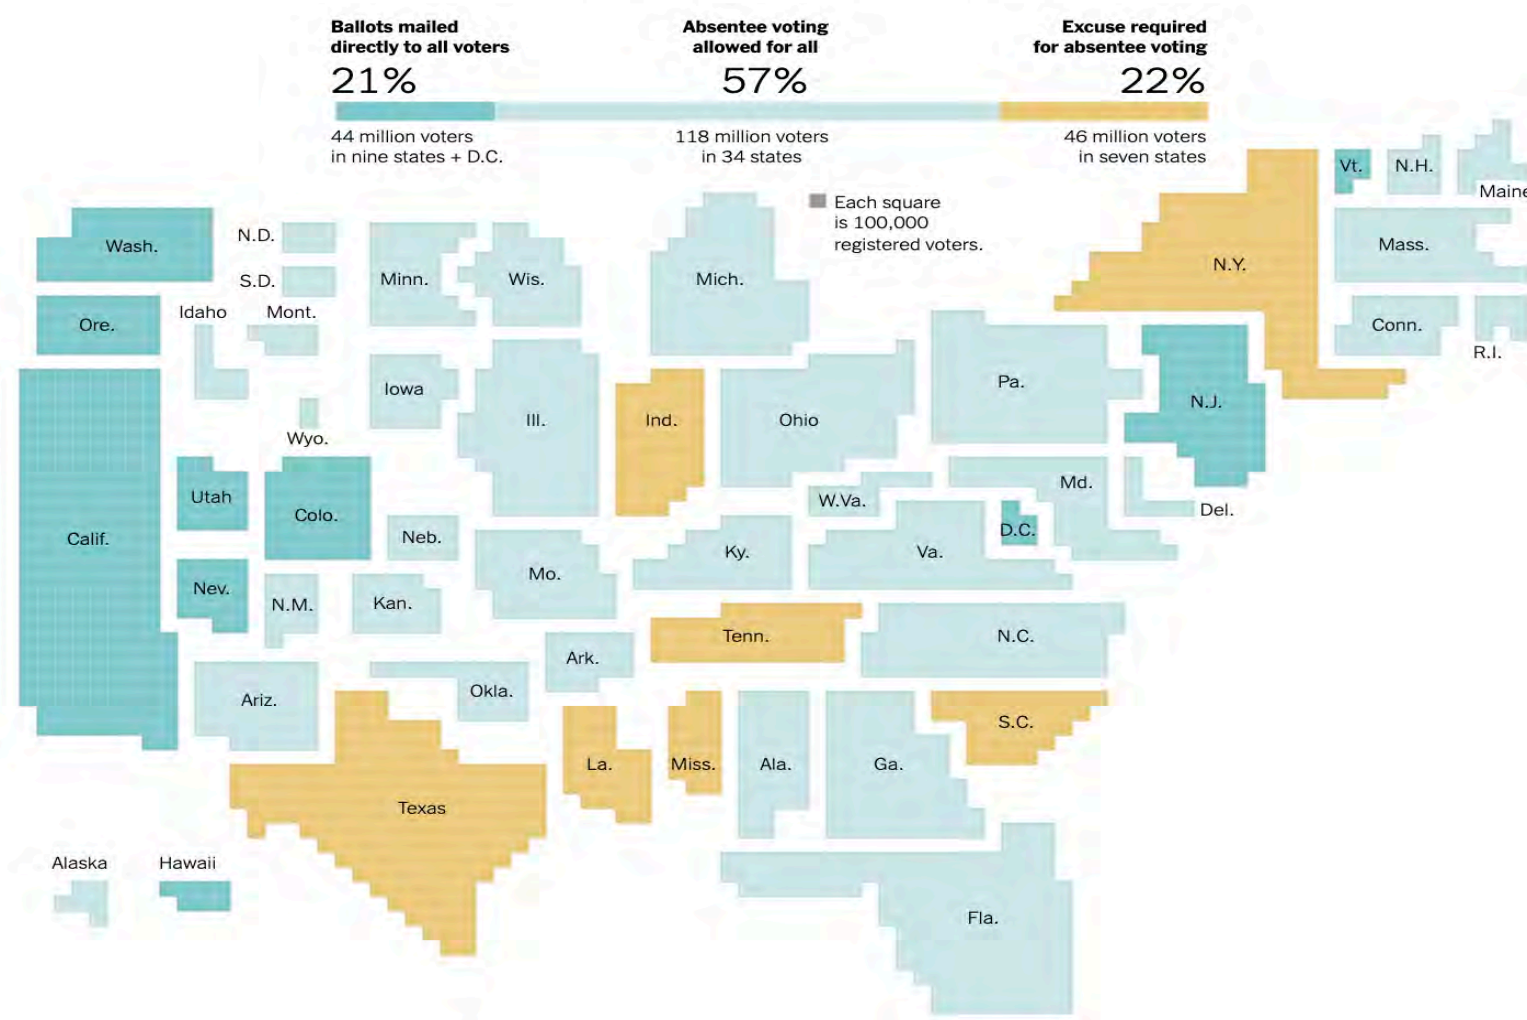 Ballots mailed
directly to all voters
21%
44 million voters
in nine states + D.C.
Absentee voting
allowed for all
57%
118 million voters
in 34 states
Excuse required
for absentee voting
22%
46 million voters
in seven states
Each square
is 100,000
registered voters.
Vt.
N.H.
Maine
Wash.
N.D.
S.D.
Minn.
Wis.
Mich.
N.Y.
Mass.
Ore.
Idaho
Mont.
Conn.
R.I.
Iowa
Ill.
Ind.
Ohio
Pa.
N.J.
Wyo.
Utah
Colo.
Calif.
Neb.
W.Va.
Md.
Del.
D.C.
Mo.
Ky.
Va.
Nev.
N.M.
Kan.
Tenn.
N.C.
Ark.
Ariz.
Okla.
S.C.
La.
Miss.
Ala.
Ga.
Texas
Alaska
Hawaii
Fla.